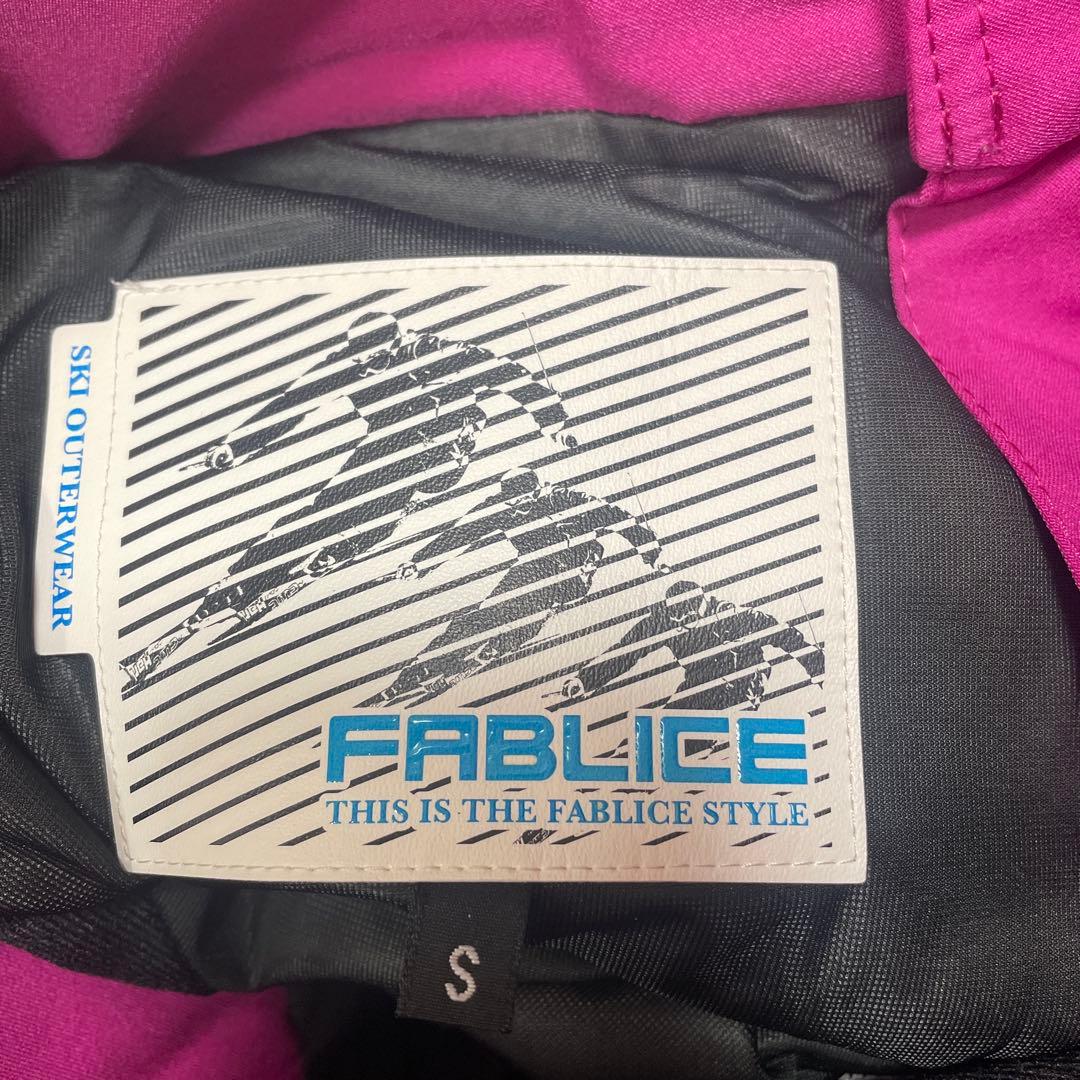 SKI OUTERWEAR
FABLICE
THIS IS THE FABLICE STYLE
S